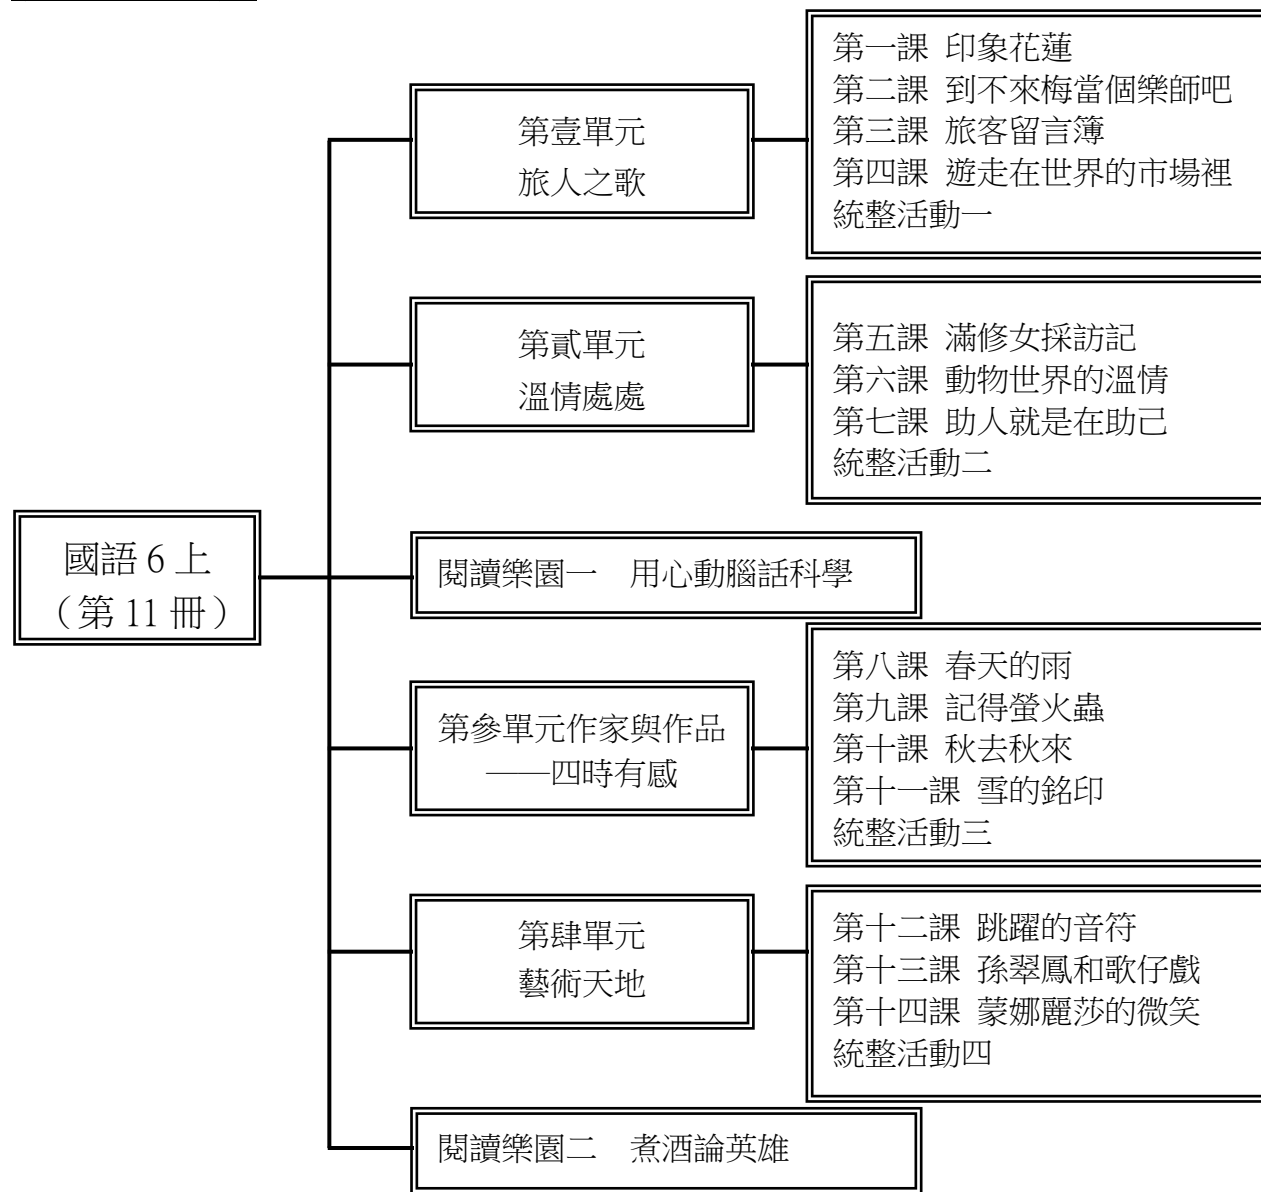 國語 6 上
（第 11 冊）
第壹單元
旅人之歌
第一課 印象花蓮
第二課 到不來梅當個樂師吧
第三課 旅客留言簿
第四課 遊走在世界的市場裡
統整活動一
第貳單元
溫情處處
第五課 滿修女採訪記
第六課 動物世界的溫情
第七課 助人就是在助己
統整活動二
閱讀樂園一　用心動腦話科學
第參單元作家與作品
——四時有感
第八課 春天的雨
第九課 記得螢火蟲
第十課 秋去秋來
第十一課 雪的銘印
統整活動三
第肆單元
藝術天地
第十二課 跳躍的音符
第十三課 孫翠鳳和歌仔戲
第十四課 蒙娜麗莎的微笑
統整活動四
閱讀樂園二　煮酒論英雄